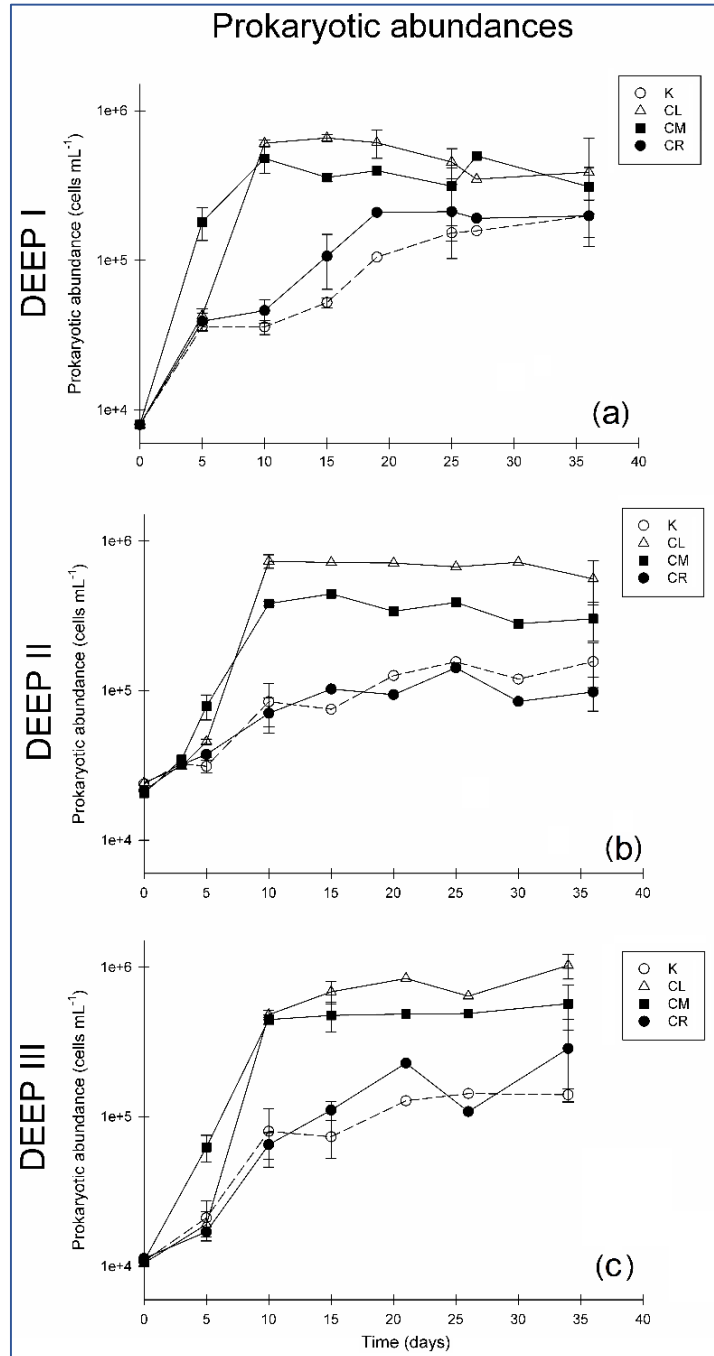 Prokaryotic abundances
DEEP I
Prokaryotic abundance (cells mL⁻¹)
1e+6
1e+5
1e+4
K
CL
CM
CR
(a)
0 5 10 15 20 25 30 35 40
DEEP II
Prokaryotic abundance (cells mL⁻¹)
1e+6
1e+5
1e+4
K
CL
CM
CR
(b)
0 5 10 15 20 25 30 35 40
DEEP III
Prokaryotic abundance (cells mL⁻¹)
1e+6
1e+5
1e+4
K
CL
CM
CR
(c)
0 5 10 15 20 25 30 35 40
Time (days)